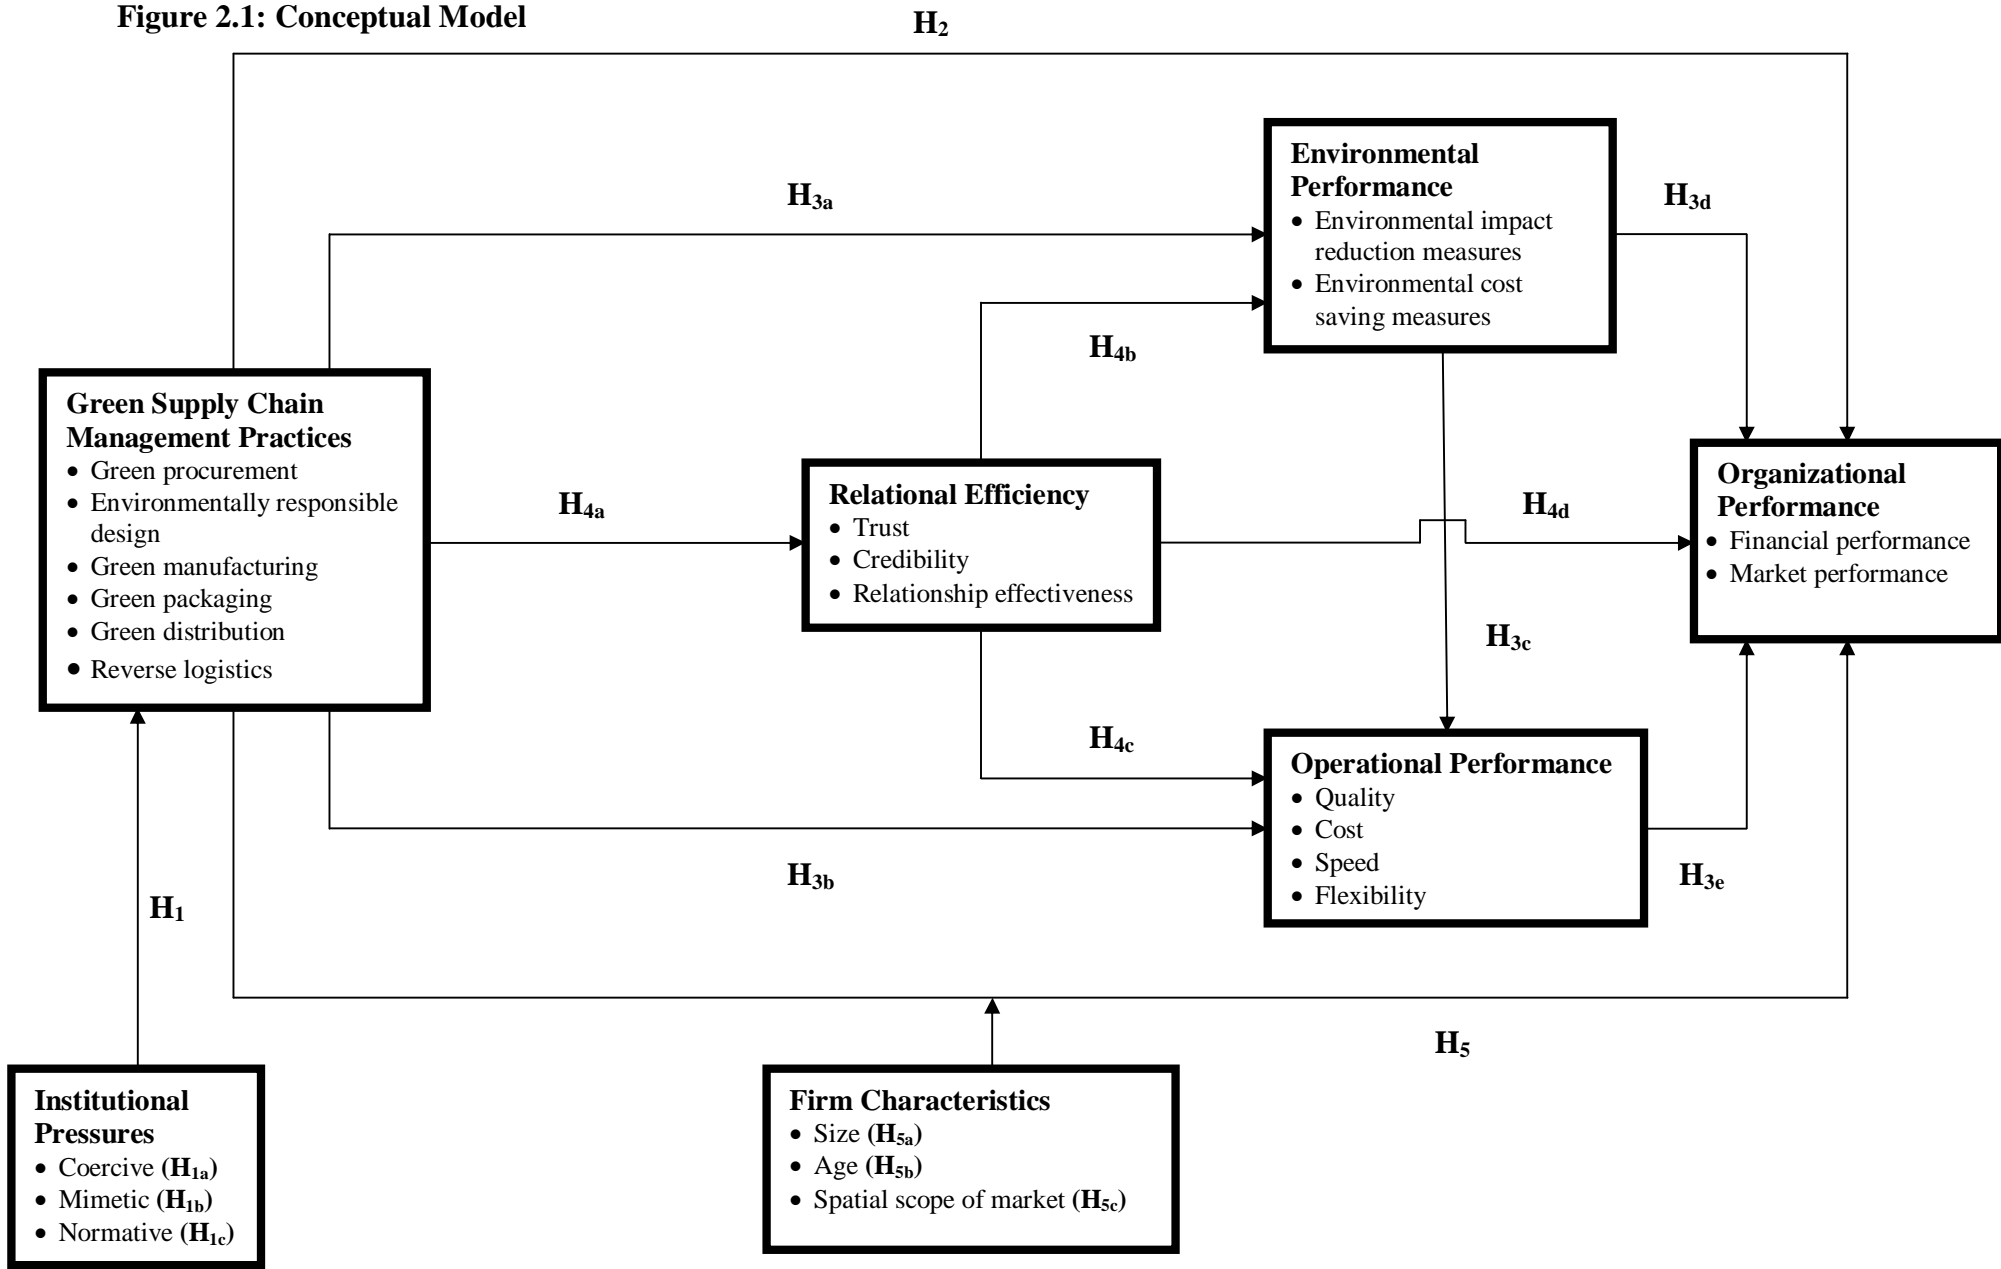 Figure 2.1: Conceptual Model
H2
Environmental
Performance
• Environmental impact
reduction measures
• Environmental cost
saving measures
H3a
H3d
H4b
Green Supply Chain
Management Practices
• Green procurement
• Environmentally responsible
design
• Green manufacturing
• Green packaging
• Green distribution
• Reverse logistics
H4a
Relational Efficiency
• Trust
• Credibility
• Relationship effectiveness
H4d
Organizational
Performance
• Financial performance
• Market performance
H3c
H4c
Operational Performance
• Quality
• Cost
• Speed
• Flexibility
H3b
H3e
H1
H5
Institutional
Pressures
• Coercive (H1a)
• Mimetic (H1b)
• Normative (H1c)
Firm Characteristics
• Size (H5a)
• Age (H5b)
• Spatial scope of market (H5c)